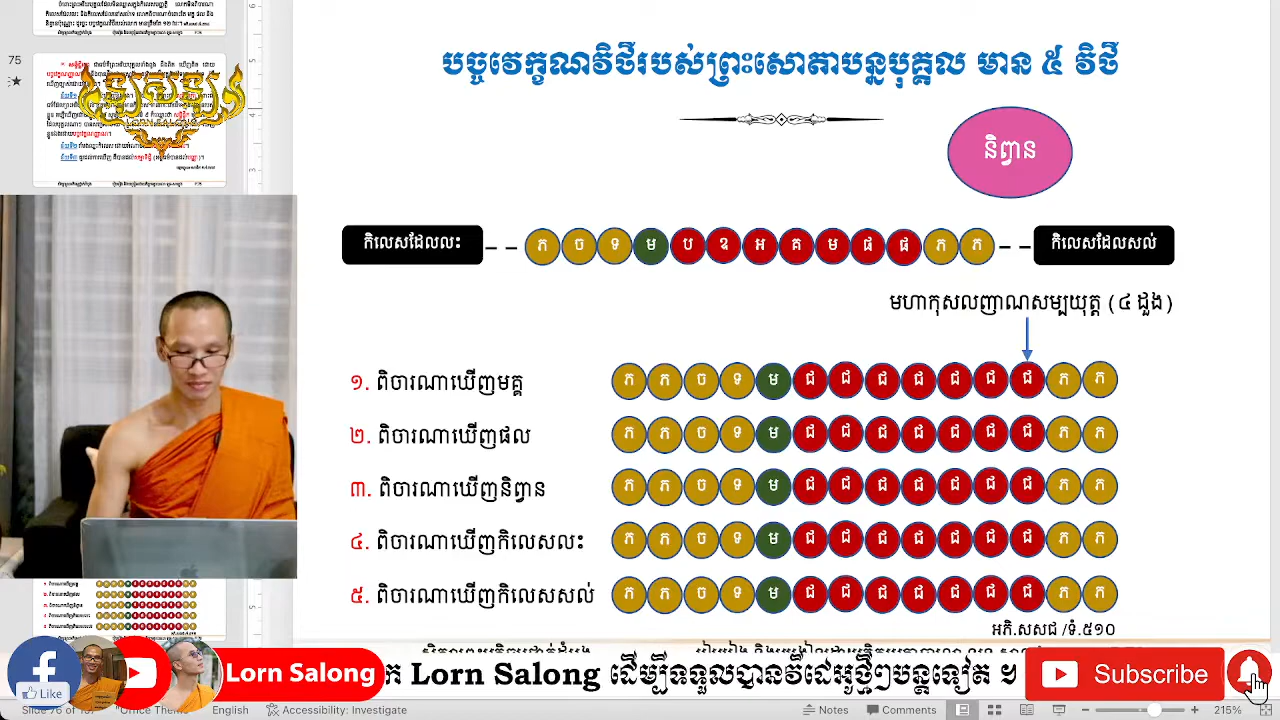 បច្ចវេក្ខណវិថីរបស់ព្រះសោតាបន្នបុគ្គល មាន ៥ វិថី
និព្វាន
កិលេសដែលលះ
ភ ច ទ ម ប ឧ អ គ ម ផ ផ ភ ភ
កិលេសដែលសល់
មហាកុសលញាណសម្បយុត្ត (៤ ដួង)
១. ពិចារណាឃើញមគ្គ
ភ ភ ច ទ ម ជ ជ ជ ជ ជ ជ ជ ភ ភ
២. ពិចារណាឃើញផល
ភ ភ ច ទ ម ជ ជ ជ ជ ជ ជ ជ ភ ភ
៣. ពិចារណាឃើញនិព្វាន
ភ ភ ច ទ ម ជ ជ ជ ជ ជ ជ ជ ភ ភ
៤. ពិចារណាឃើញកិលេសលះ
ភ ភ ច ទ ម ជ ជ ជ ជ ជ ជ ជ ភ ភ
៥. ពិចារណាឃើញកិលេសសល់
ភ ភ ច ទ ម ជ ជ ជ ជ ជ ជ ជ ភ ភ
អភិ.សសជ /ទំ.៥១០
75
Like
Lorn Salong
ក Lorn Salong ដើម្បីទទួលបានវីដេអូថ្មីៗបន្តទៀត ។
Subscribe
Slide 76 of 157
English
Accessibility: Investigate
Notes
Comments
215%